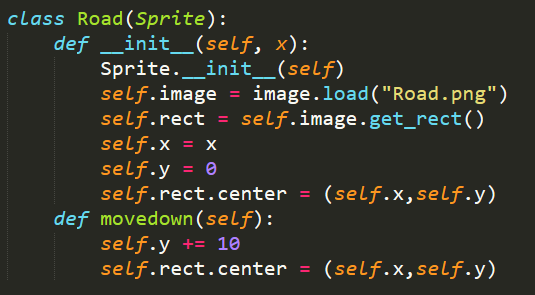 class Road(Sprite):
    def __init__(self, x):
        Sprite.__init__(self)
        self.image = image.load("Road.png")
        self.rect = self.image.get_rect()
        self.x = x
        self.y = 0
        self.rect.center = (self.x,self.y)
    def movedown(self):
        self.y += 10
        self.rect.center = (self.x,self.y)